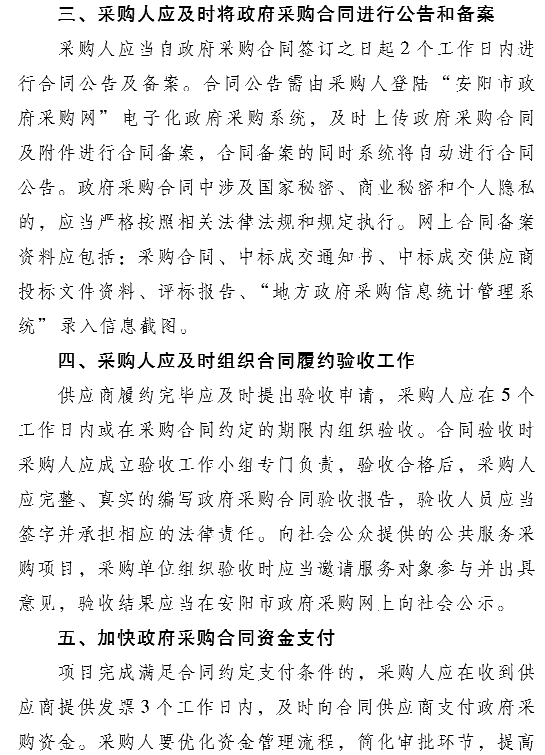 三、采购人应及时将政府采购合同进行公告和备案
采购人应当自政府采购合同签订之日起2个工作日内进
行合同公告及备案。合同公告需由采购人登陆“安阳市政
府采购网”电子化政府采购系统，及时上传政府采购合同
及附件进行合同备案，合同备案的同时系统将自动进行合同
公告。政府采购合同中涉及国家秘密、商业秘密和个人隐私
的，应当严格按照相关法律法规和规定执行。网上合同备案
资料应包括：采购合同、中标成交通知书、中标成交供应商
投标文件资料、评标报告、“地方政府采购信息统计管理系
统”录入信息截图。
四、采购人应及时组织合同履约验收工作
供应商履约完毕应及时提出验收申请，采购人应在5个
工作日内或在采购合同约定的期限内组织验收。合同验收时
采购人应成立验收工作小组专门负责，验收合格后，采购人
应完整、真实的编写政府采购合同验收报告，验收人员应当
签字并承担相应的法律责任。向社会公众提供的公共服务采
购项目，采购单位组织验收时应当邀请服务对象参与并出具
意见，验收结果应当在安阳市政府采购网上向社会公示。
五、加快政府采购合同资金支付
项目完成满足合同约定支付条件的，采购人应在收到供
应商提供发票3个工作日内，及时向合同供应商支付政府采
购资金。采购人要优化资金管理流程，简化审批环节，提高